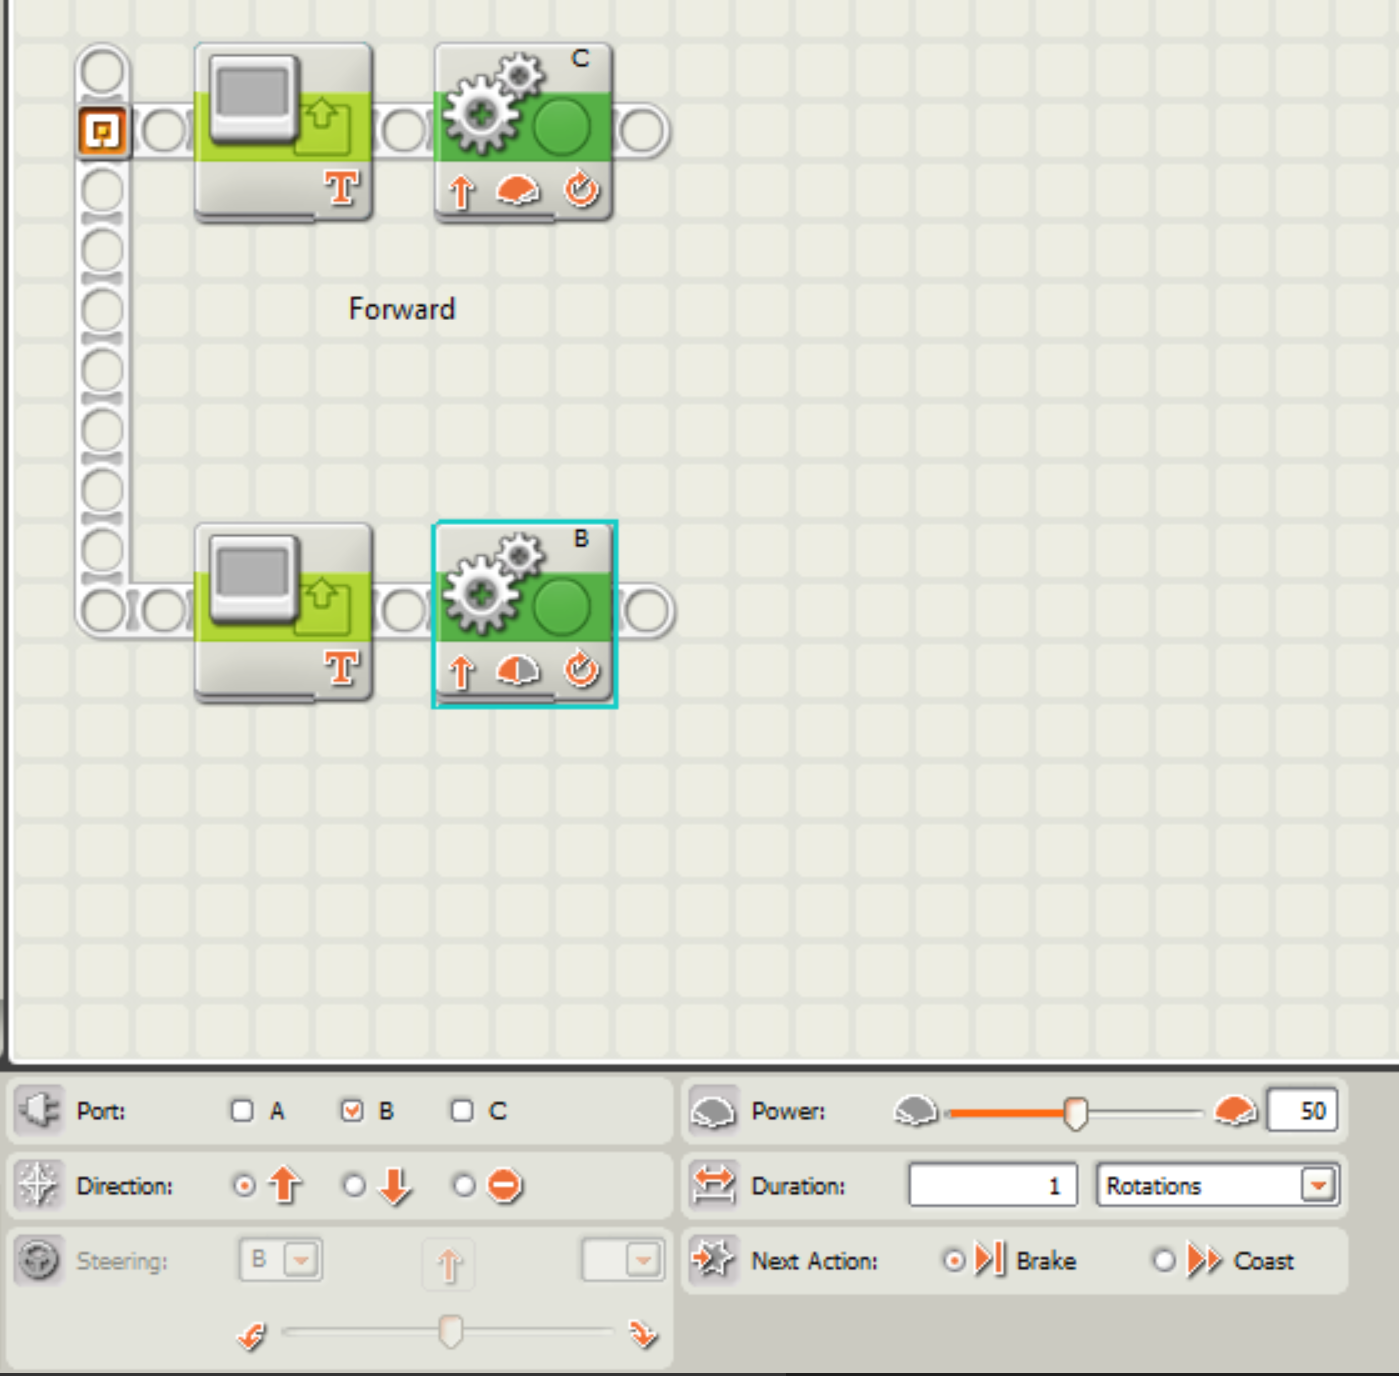 C
T
Forward
B
T
Port:
A
B
C
Power:
50
Direction:
Duration:
1
Rotations
Steering:
B
Next Action:
Brake
Coast